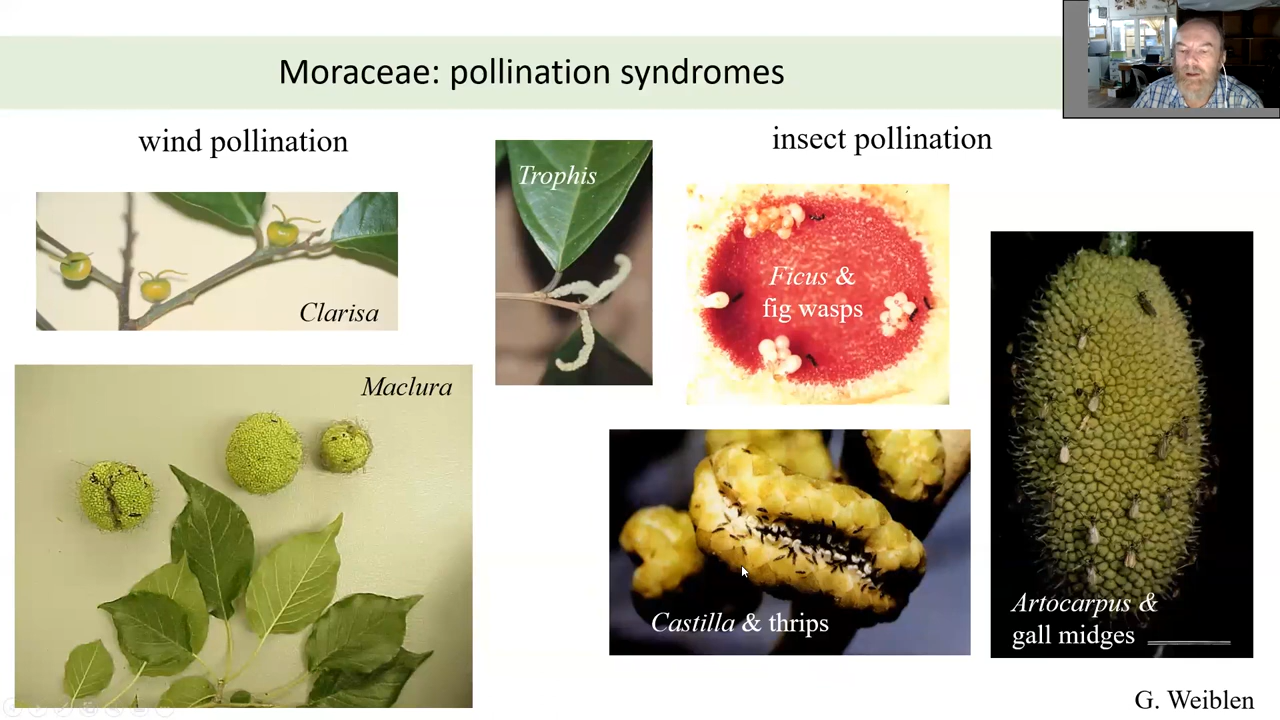 Moraceae: pollination syndromes
wind pollination
insect pollination
Trophis
Ficus &
fig wasps
Clarisa
Maclura
Castilla & thrips
Artocarpus &
gall midges
G. Weiblen